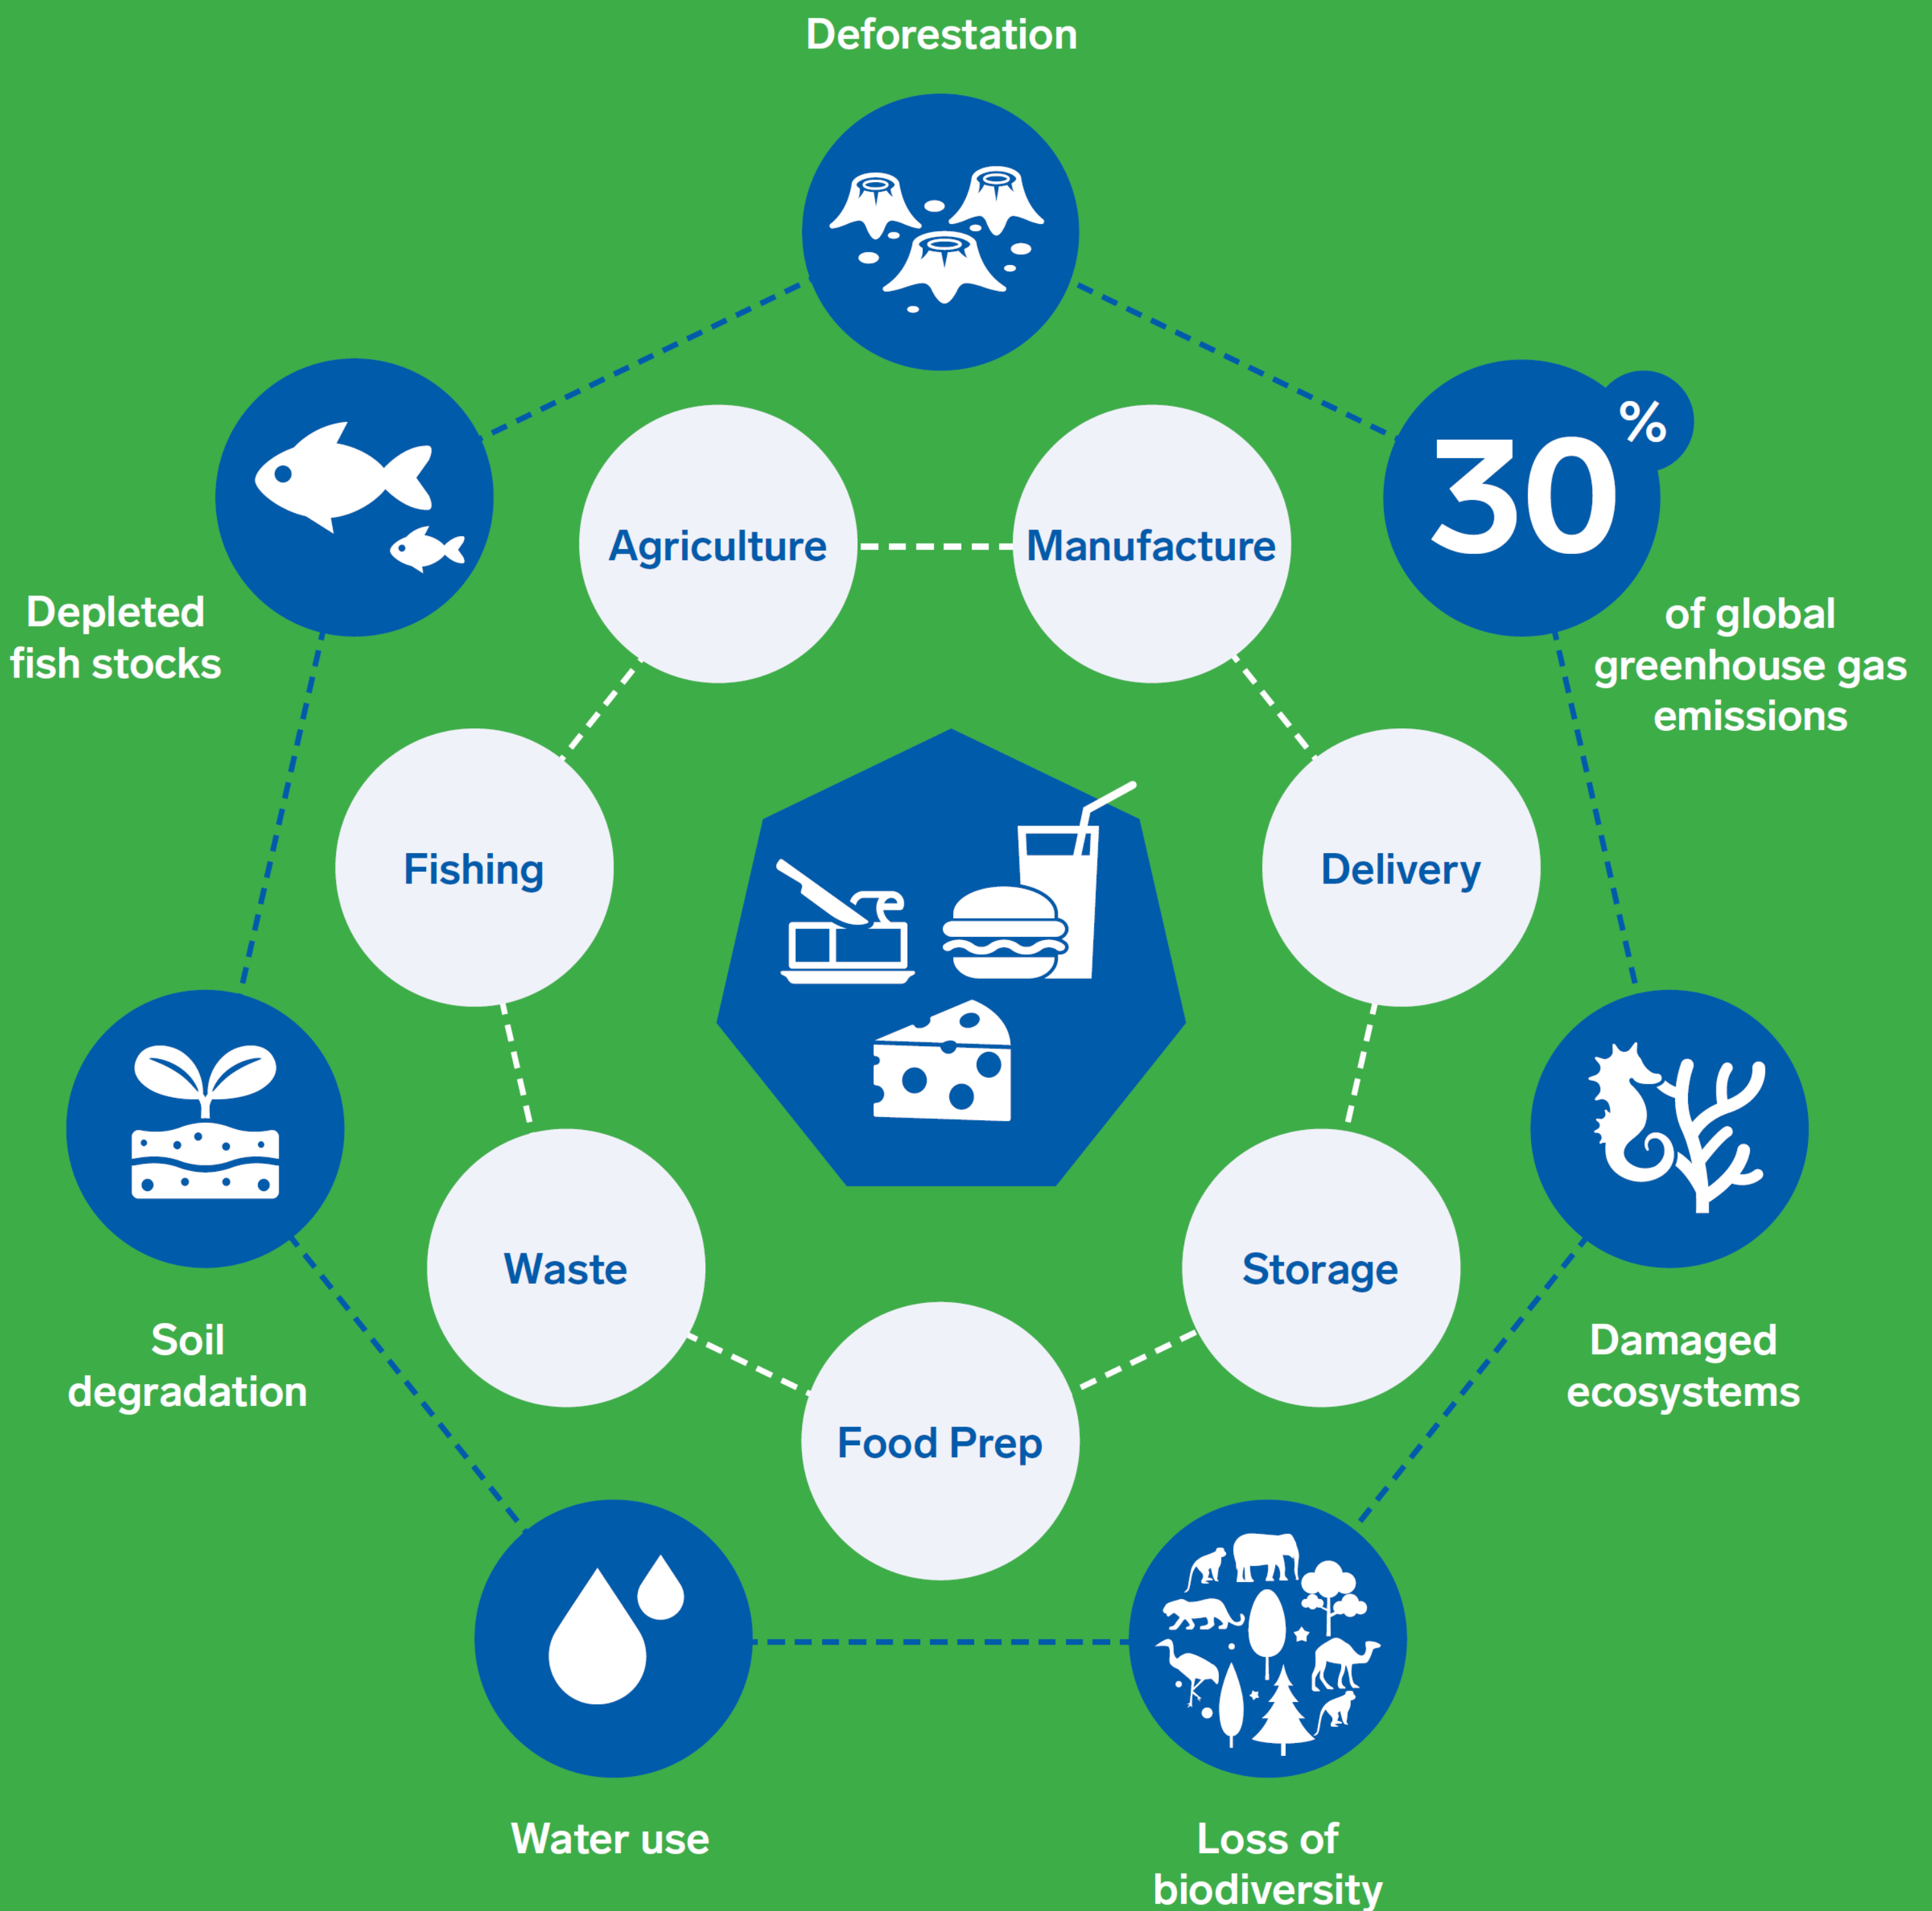 Deforestation
30%
of global
greenhouse gas
emissions
Depleted
fish stocks
Agriculture
Manufacture
Fishing
Delivery
Waste
Storage
Food Prep
Soil
degradation
Damaged
ecosystems
Water use
Loss of
biodiversity